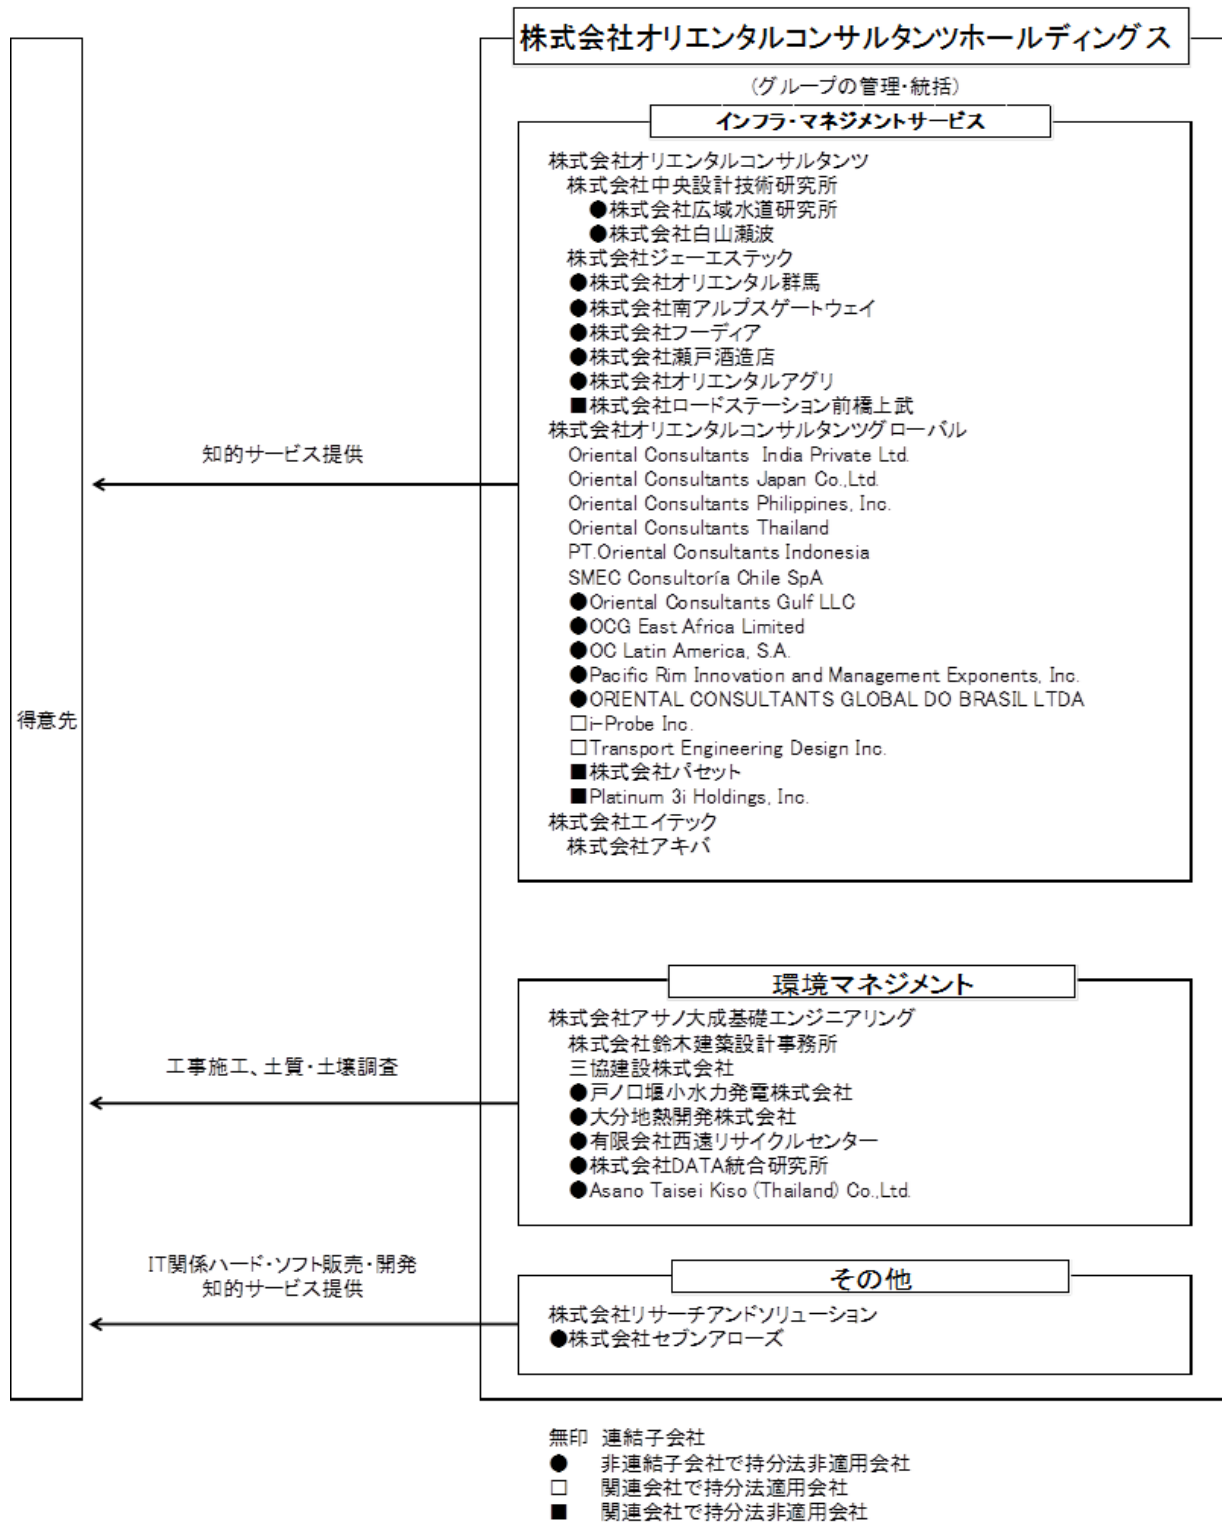 株式会社オリエンタルコンサルタンツホールディングス
(グループの管理・統括)
インフラ・マネジメントサービス
株式会社オリエンタルコンサルタンツ
株式会社中央設計技術研究所
●株式会社広域水道研究所
●株式会社白山瀬波
株式会社ジェーエステック
●株式会社オリエンタル群馬
●株式会社南アルプスゲートウェイ
●株式会社フーディア
●株式会社瀬戸酒造店
●株式会社オリエンタルアグリ
■株式会社ロードステーション前橋上武
株式会社オリエンタルコンサルタンツグローバル
Oriental Consultants India Private Ltd.
Oriental Consultants Japan Co.,Ltd.
Oriental Consultants Philippines, Inc.
Oriental Consultants Thailand
PT.Oriental Consultants Indonesia
SMEC Consultoría Chile SpA
●Oriental Consultants Gulf LLC
●OCG East Africa Limited
●OC Latin America, S.A.
●Pacific Rim Innovation and Management Exponents, Inc.
●ORIENTAL CONSULTANTS GLOBAL DO BRASIL LTDA
□i-Probe Inc.
□Transport Engineering Design Inc.
■株式会社パセット
■Platinum 3i Holdings, Inc.
株式会社エイテック
株式会社アキバ
知的サービス提供
得意先
環境マネジメント
株式会社アサノ大成基礎エンジニアリング
株式会社鈴木建築設計事務所
三協建設株式会社
●戸ノ口堰小水力発電株式会社
●大分地熱開発株式会社
●有限会社西遠リサイクルセンター
●株式会社DATA統合研究所
●Asano Taisei Kiso (Thailand) Co.,Ltd.
工事施工、土質・土壌調査
その他
株式会社リサーチアンドソリューション
●株式会社セブンアローズ
IT関係ハード・ソフト販売・開発
知的サービス提供
無印 連結子会社
● 非連結子会社で持分法非適用会社
□ 関連会社で持分法適用会社
■ 関連会社で持分法非適用会社